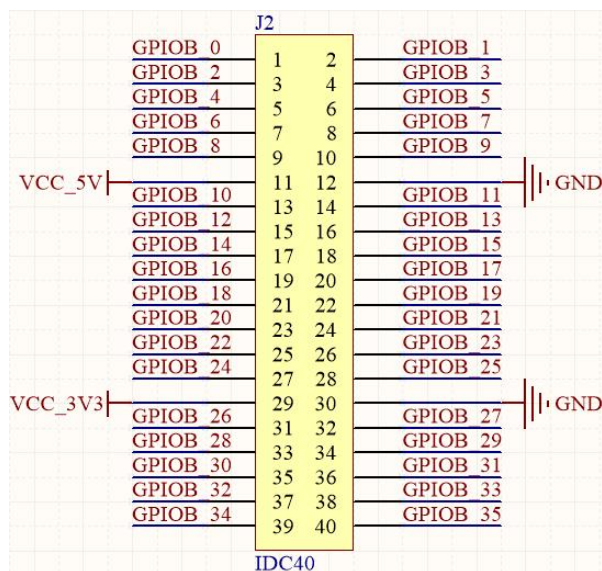 J2
GPIOB_0 1 2 GPIOB_1
GPIOB_2 3 4 GPIOB_3
GPIOB_4 5 6 GPIOB_5
GPIOB_6 7 8 GPIOB_7
GPIOB_8 9 10 GPIOB_9
VCC_5V 11 12 GND
GPIOB_10 13 14 GPIOB_11
GPIOB_12 15 16 GPIOB_13
GPIOB_14 17 18 GPIOB_15
GPIOB_16 19 20 GPIOB_17
GPIOB_18 21 22 GPIOB_19
GPIOB_20 23 24 GPIOB_21
GPIOB_22 25 26 GPIOB_23
GPIOB_24 27 28 GPIOB_25
VCC_3V3 29 30 GND
GPIOB_26 31 32 GPIOB_27
GPIOB_28 33 34 GPIOB_29
GPIOB_30 35 36 GPIOB_31
GPIOB_32 37 38 GPIOB_33
GPIOB_34 39 40 GPIOB_35
IDC40